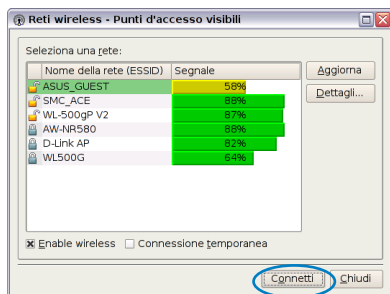 Reti wireless - Punti d'accesso visibili
Seleziona una rete:
Nome della rete (ESSID) Segnale
ASUS_GUEST 58%
SMC_ACE 88%
WL-500gP V2 87%
AW-NR580 88%
D-Link AP 82%
WL500G 64%
Aggiorna
Dettagli...
Enable wireless Connessione temporanea
Connetti Chiudi